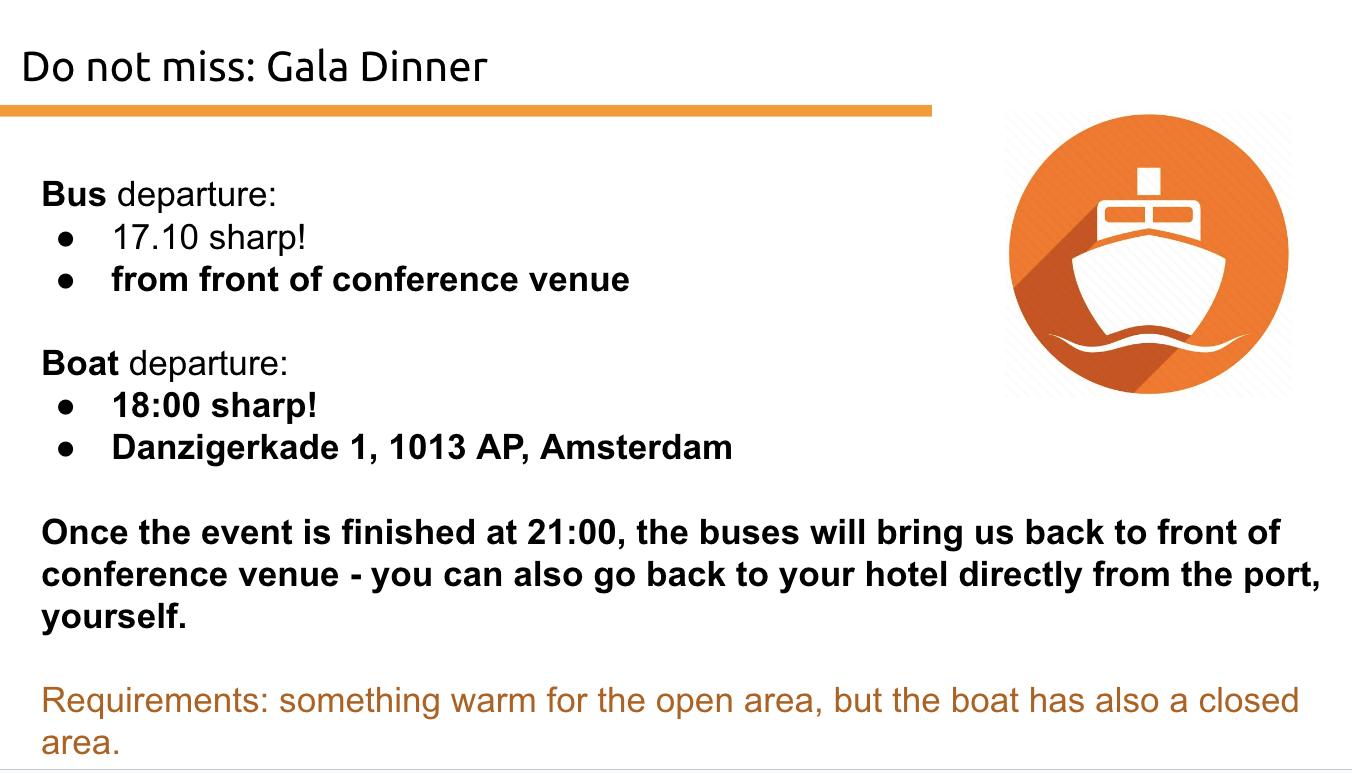 Do not miss: Gala Dinner
Bus departure:
● 17.10 sharp!
● from front of conference venue
Boat departure:
● 18:00 sharp!
● Danzigerkade 1, 1013 AP, Amsterdam
Once the event is finished at 21:00, the buses will bring us back to front of
conference venue - you can also go back to your hotel directly from the port,
yourself.
Requirements: something warm for the open area, but the boat has also a closed
area.